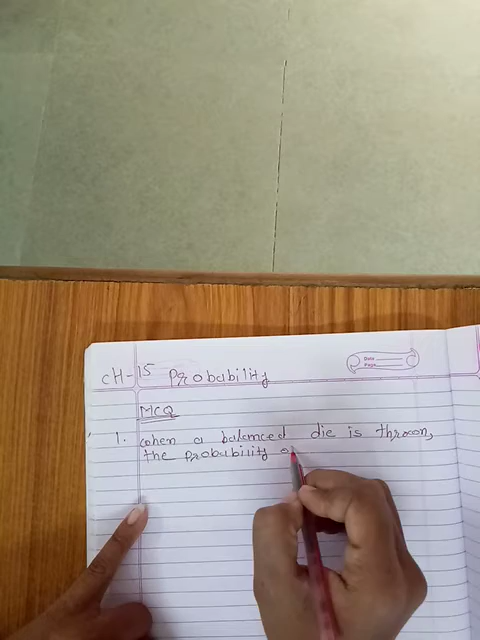 CH-15 Probability
Date
Page
MCQ
1. When a balanced die is thrown,
the probability o